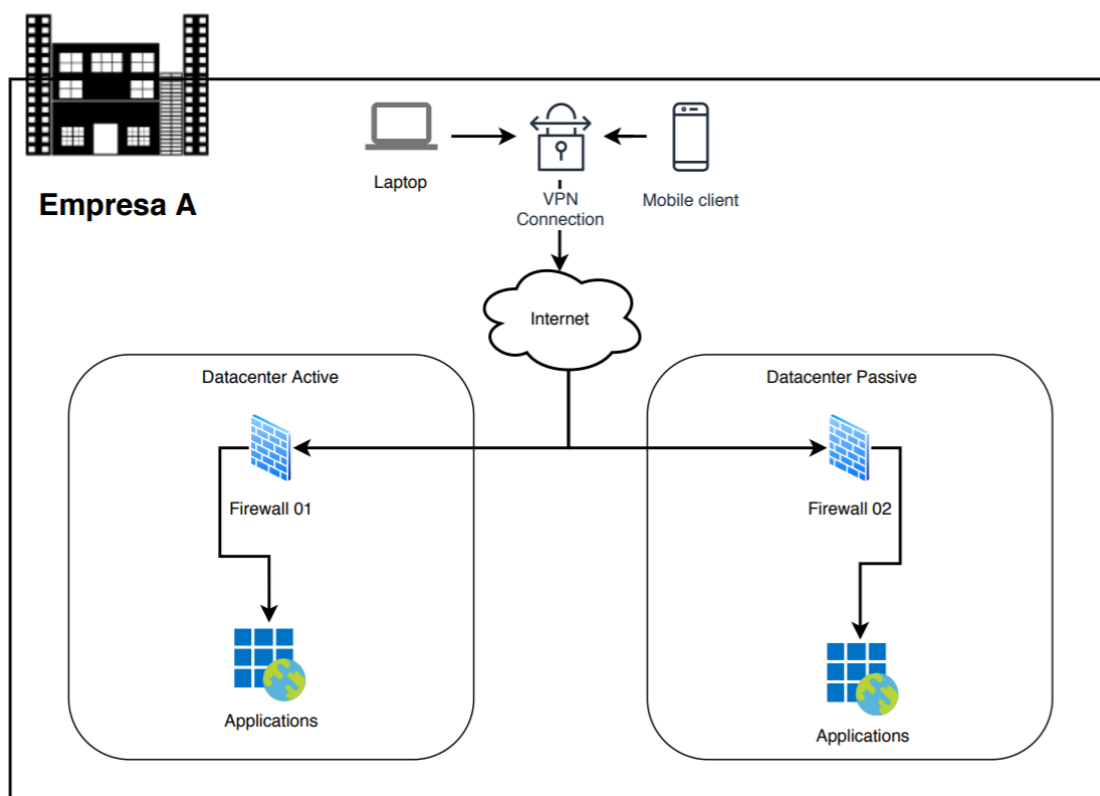 Empresa A
Laptop
VPN
Connection
Mobile client
Internet
Datacenter Active
Datacenter Passive
Firewall 01
Firewall 02
Applications
Applications